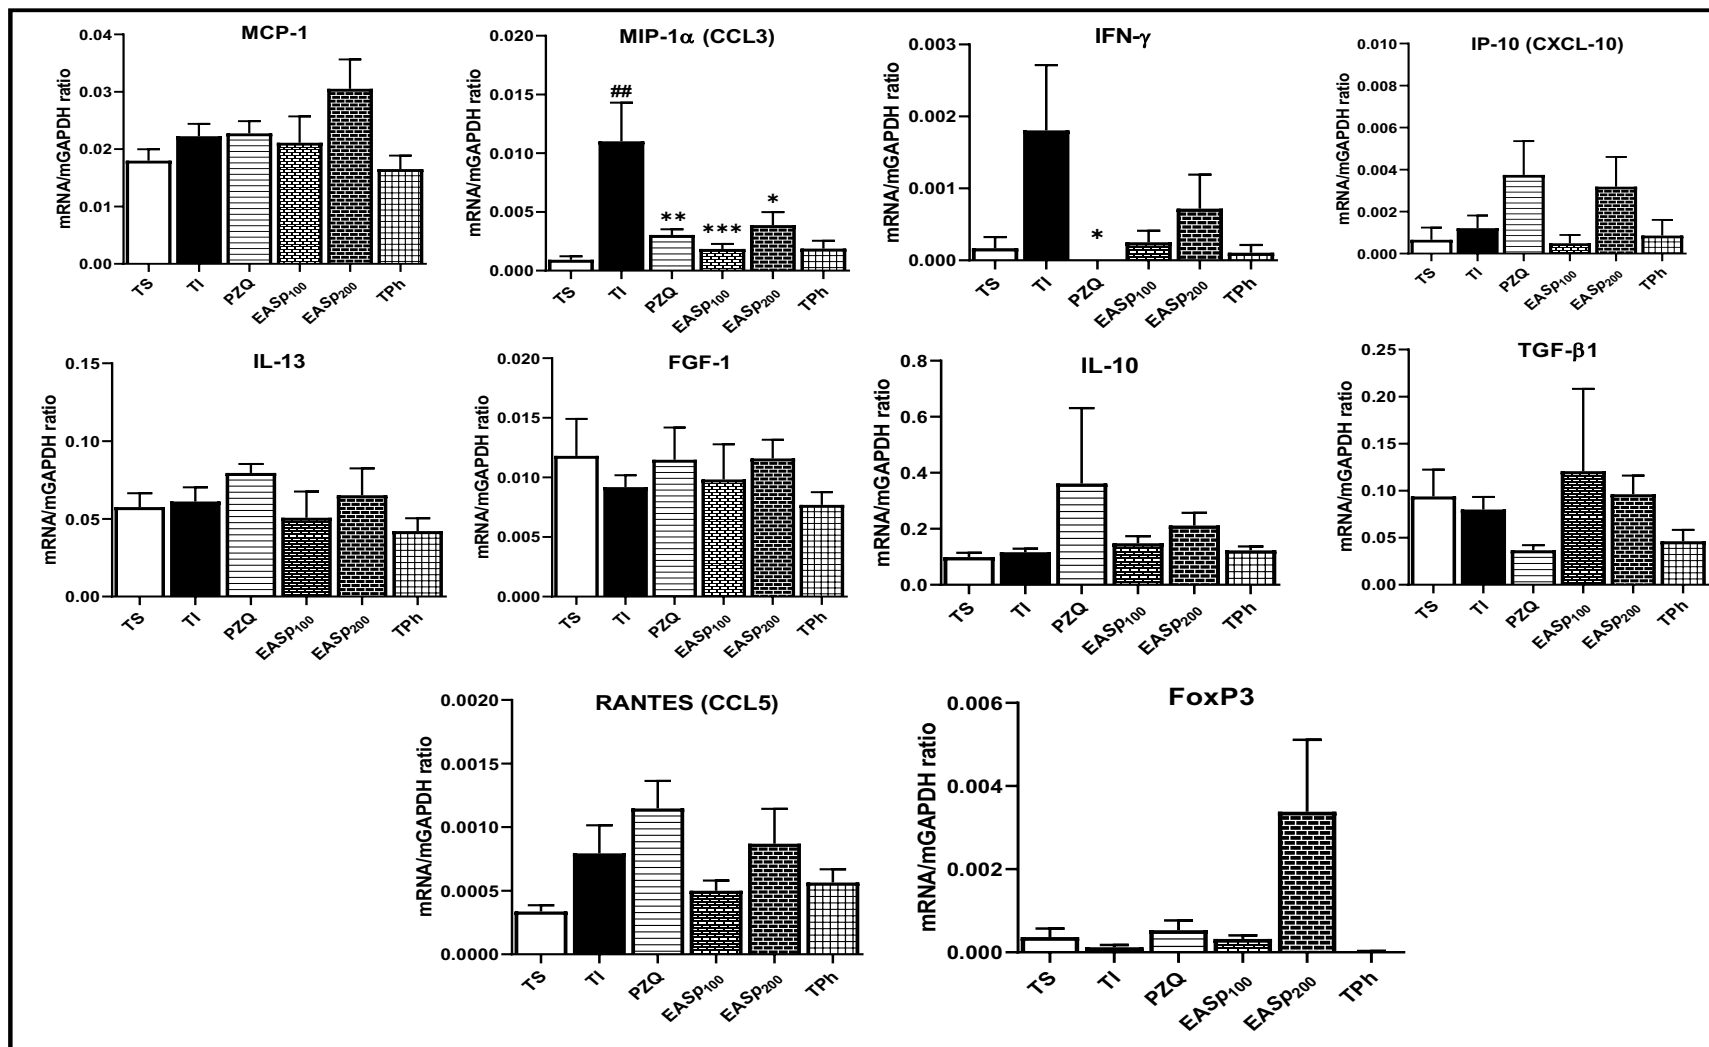 MCP-1
mRNA/mGAPDH ratio
0.04
0.03
0.02
0.01
0.00
TS
TI
PZQ
EASp₁₀₀
EASp₂₀₀
TPh
MIP-1α (CCL3)
mRNA/mGAPDH ratio
0.020
0.015
0.010
0.005
0.000
##
**
***
*
TS
TI
PZQ
EASp₁₀₀
EASp₂₀₀
TPh
IFN-γ
mRNA/mGAPDH ratio
0.003
0.002
0.001
0.000
*
TS
TI
PZQ
EASp₁₀₀
EASp₂₀₀
TPh
IP-10 (CXCL-10)
mRNA/mGAPDH ratio
0.010
0.008
0.006
0.004
0.002
0.000
TS
TI
PZQ
EASp₁₀₀
EASp₂₀₀
TPh
IL-13
mRNA/mGAPDH ratio
0.15
0.10
0.05
0.00
TS
TI
PZQ
EASp₁₀₀
EASp₂₀₀
TPh
FGF-1
mRNA/mGAPDH ratio
0.020
0.015
0.010
0.005
0.000
TS
TI
PZQ
EASp₁₀₀
EASp₂₀₀
TPh
IL-10
mRNA/mGAPDH ratio
0.8
0.6
0.4
0.2
0.0
TS
TI
PZQ
EASp₁₀₀
EASp₂₀₀
TPh
TGF-β1
mRNA/mGAPDH ratio
0.25
0.20
0.15
0.10
0.05
0.00
TS
TI
PZQ
EASp₁₀₀
EASp₂₀₀
TPh
RANTES (CCL5)
mRNA/mGAPDH ratio
0.0020
0.0015
0.0010
0.0005
0.0000
TS
TI
PZQ
EASp₁₀₀
EASp₂₀₀
TPh
FoxP3
mRNA/mGAPDH ratio
0.006
0.004
0.002
0.000
TS
TI
PZQ
EASp₁₀₀
EASp₂₀₀
TPh